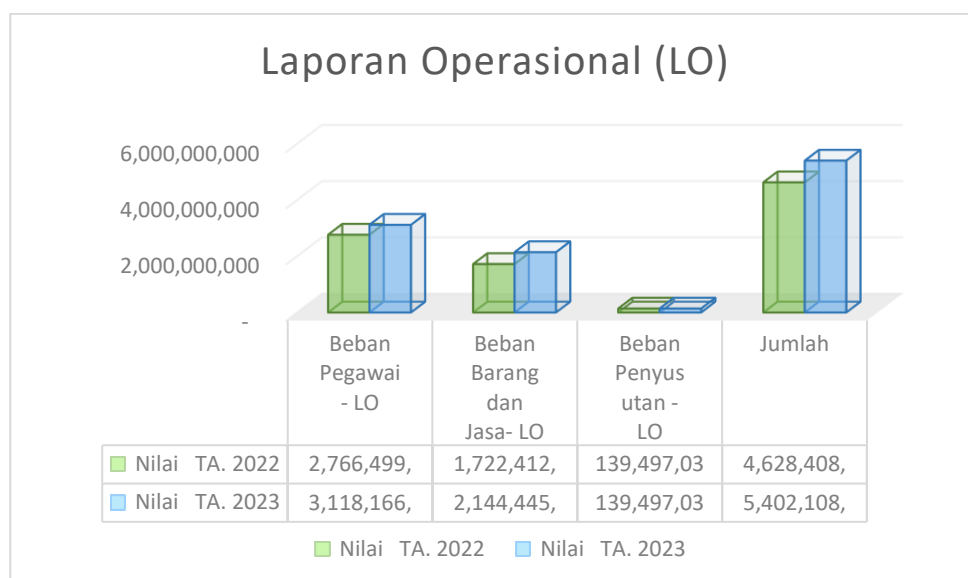 Laporan Operasional (LO)
6,000,000,000
4,000,000,000
2,000,000,000
-
Beban
Pegawai
- LO
Beban
Barang
dan
Jasa- LO
Beban
Penyus
utan -
LO
Jumlah
Nilai TA. 2022 2,766,499, 1,722,412, 139,497,03 4,628,408,
Nilai TA. 2023 3,118,166, 2,144,445, 139,497,03 5,402,108,
Nilai TA. 2022 Nilai TA. 2023